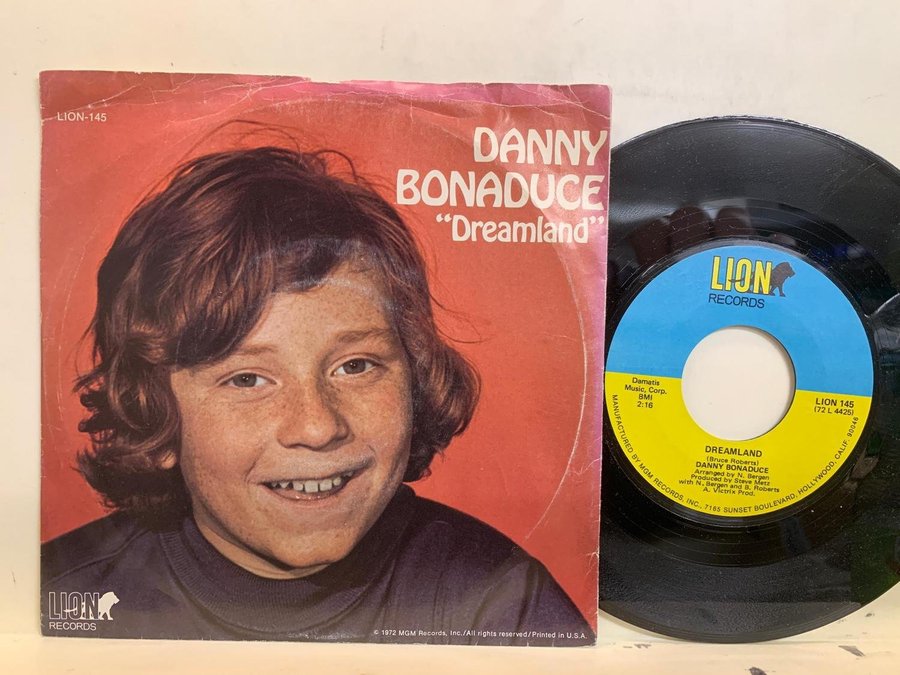 LION-145
DANNY
BONADUCE
"Dreamland"
LION
RECORDS
© 1972 MGM Records, Inc./All rights reserved/Printed in U.S.A.
LION
RECORDS
Damatis
Music, Corp.
BMI
2:16
LION 145
(72 L 4425)
DREAMLAND
(Bruce Roberts)
DANNY BONADUCE
Arranged by N. Bergen
Produced by Steve Metz
with N. Bergen and B. Roberts
A. Victrix Prod.
MANUFACTURED BY MGM RECORDS, INC., 7165 SUNSET BOULEVARD, HOLLYWOOD, CALIF. 90046